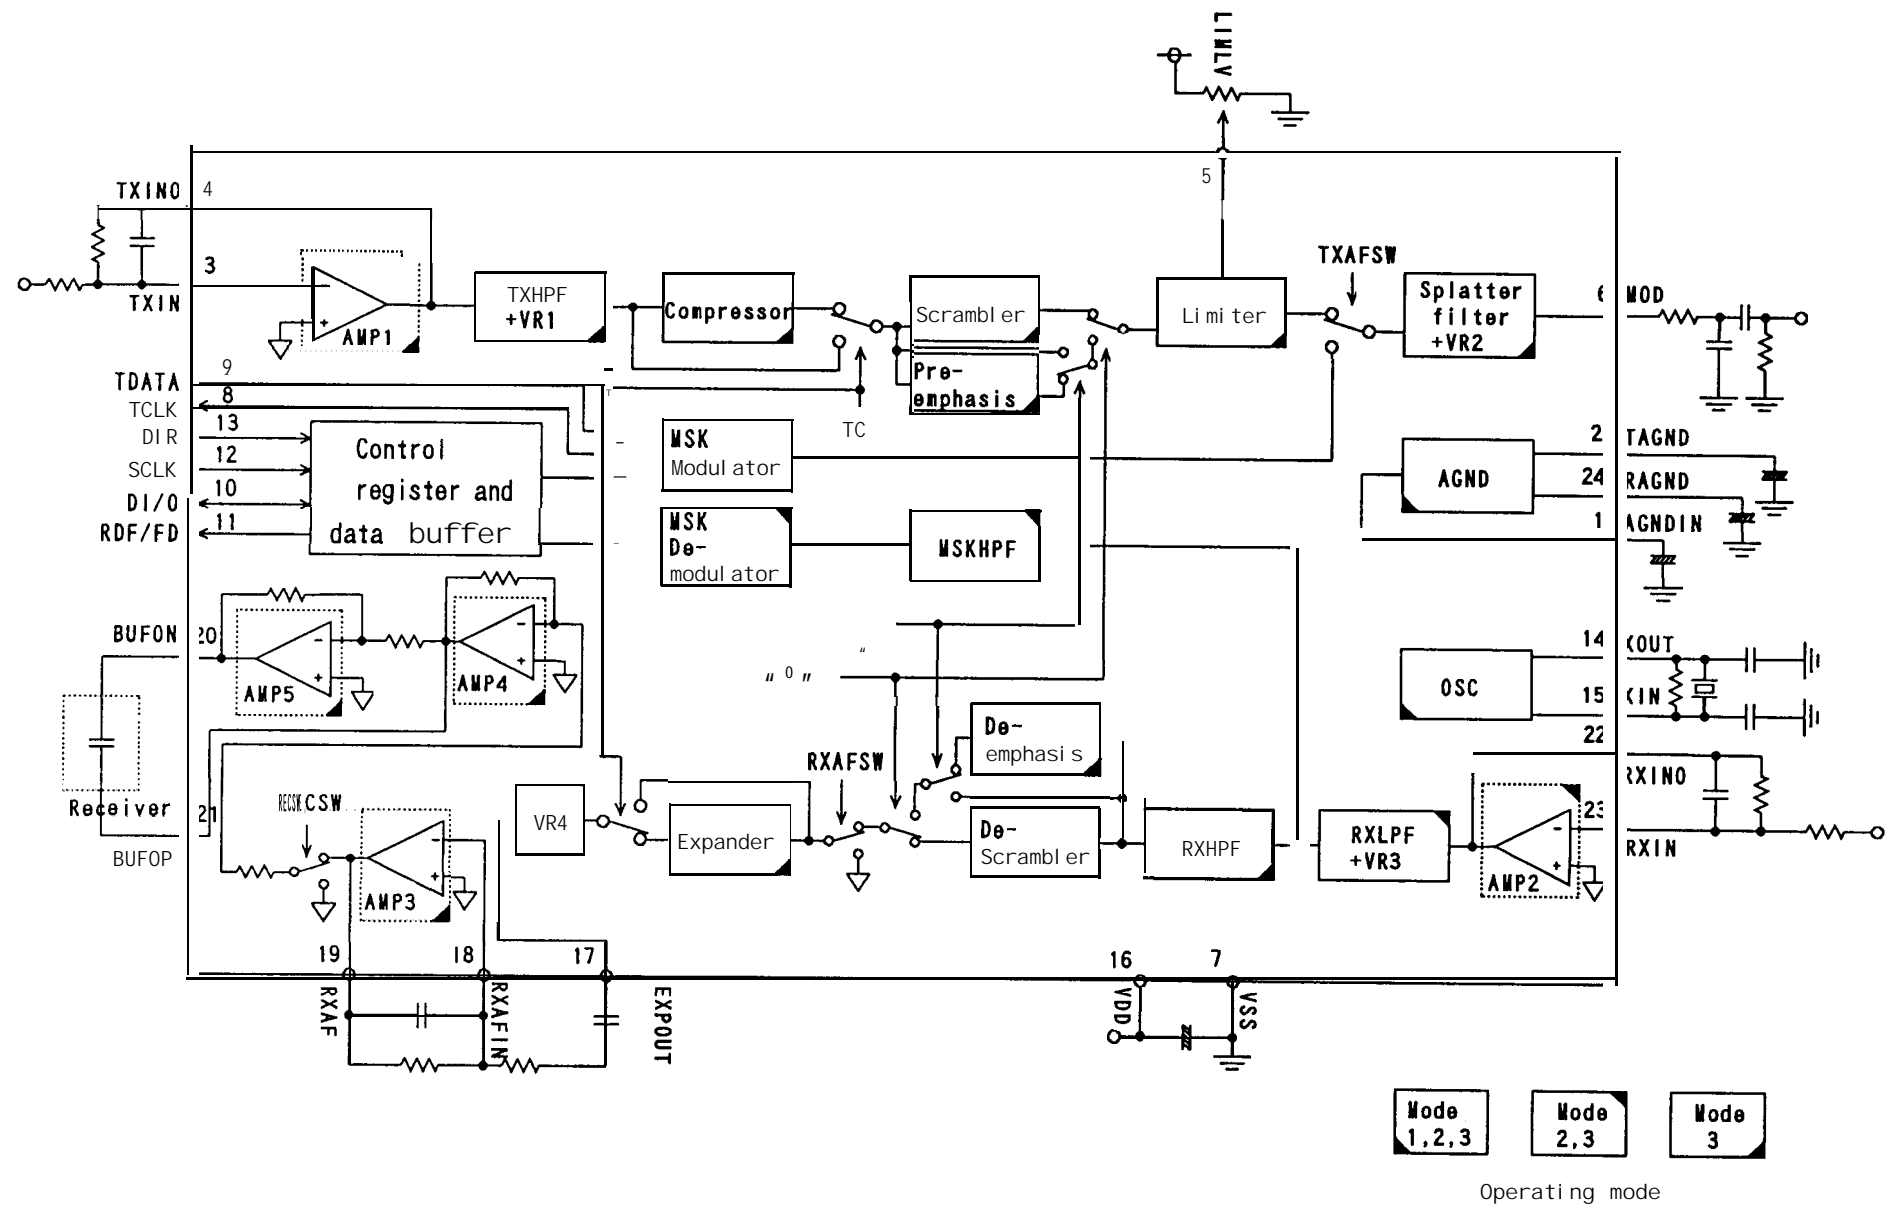 LIMLV
5
TXINO 4
3
TXIN
AMP1
TXHPF
+VR1
Compressor
Scrambler
Pre-
emphasis
Limiter
TXAFSW
Splatter
filter
+VR2
6 MOD
TDATA 9
TCLK 8
DIR 13
SCLK 12
DI/O 10
RDF/FD 11
Control
register and
data buffer
TC
MSK
Modulator
MSK
De-
modulator
MSKHPF
AGND
2 TAGND
24 RAGND
1 AGNDIN
BUFON 20
AMP5
AMP4
" 0 "
“
OSC
14 XOUT
15 XIN
22
RXINO
23
RXIN
Receiver
21
BUFOP
RECSW CSW
AMP3
VR4
Expander
RXAFSW
De-
emphasis
De-
Scrambler
RXHPF
RXLPF
+VR3
AMP2
19
18
17
16
7
RXAF
RXAFIN
EXPOUT
VDD
VSS
Mode
1,2,3
Mode
2,3
Mode
3
Operating mode